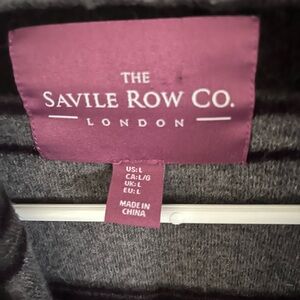 THE
SAVILE ROW CO.
LONDON
US: L
CA: L/G
UK: L
EU: L
MADE IN
CHINA